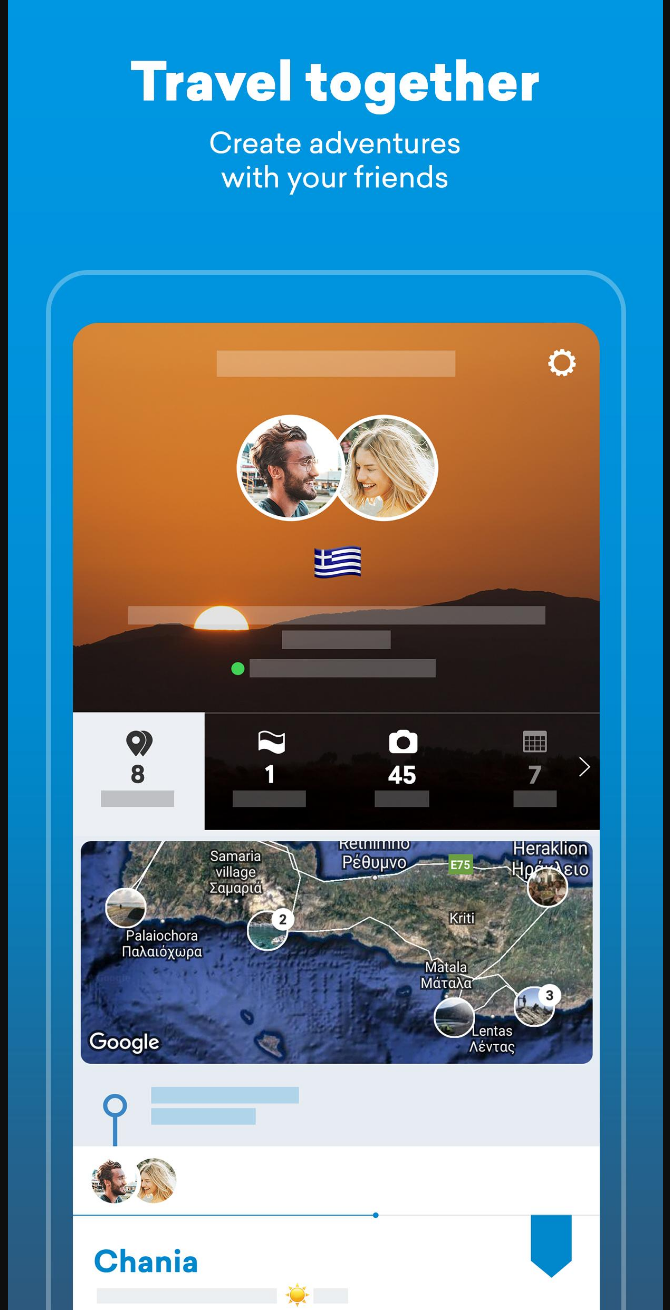 Travel together
Create adventures
with your friends
8
1
45
7
Samaria
village
Σαμαριά
Rethimno
Ρέθυμνο
E75
Heraklion
Ηράκλειο
2
Kriti
Palaiochora
Παλαιόχωρα
Matala
Μάταλα
3
Lentas
Λέντας
Google
Chania